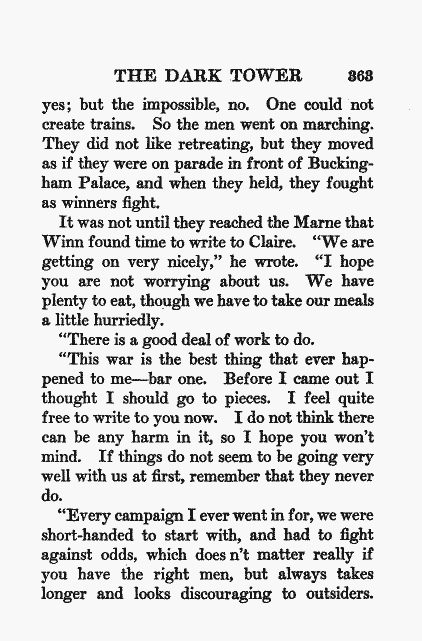 THE DARK TOWER 363
yes; but the impossible, no. One could not
create trains. So the men went on marching.
They did not like retreating, but they moved
as if they were on parade in front of Bucking-
ham Palace, and when they held, they fought
as winners fight.
It was not until they reached the Marne that
Winn found time to write to Claire. “We are
getting on very nicely,” he wrote. “I hope
you are not worrying about us. We have
plenty to eat, though we have to take our meals
a little hurriedly.
“There is a good deal of work to do.
“This war is the best thing that ever hap-
pened to me—bar one. Before I came out I
thought I should go to pieces. I feel quite
free to write to you now. I do not think there
can be any harm in it, so I hope you won’t
mind. If things do not seem to be going very
well with us at first, remember that they never
do.
“Every campaign I ever went in for, we were
short-handed to start with, and had to fight
against odds, which does n’t matter really if
you have the right men, but always takes
longer and looks discouraging to outsiders.